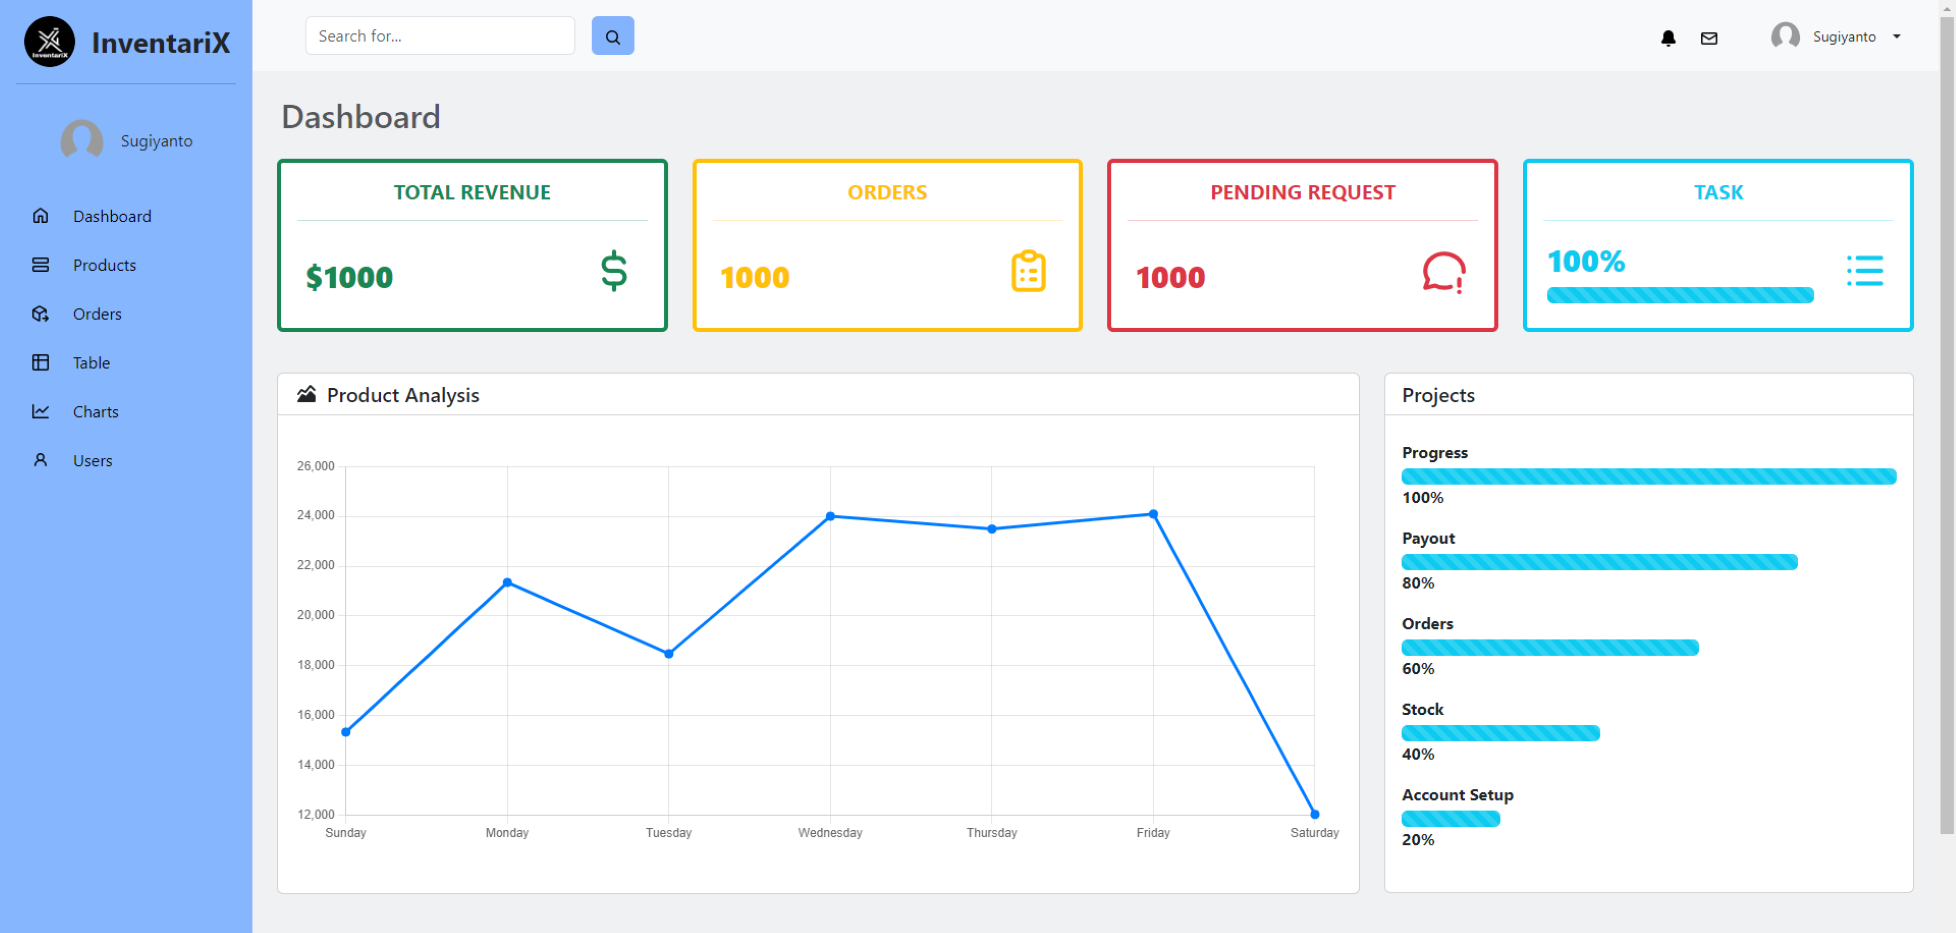 InventariX
InventariX
Search for...
Sugiyanto
Sugiyanto
Dashboard
Products
Orders
Table
Charts
Users
Dashboard
TOTAL REVENUE
$1000
ORDERS
1000
PENDING REQUEST
1000
TASK
100%
Product Analysis
26,000
24,000
22,000
20,000
18,000
16,000
14,000
12,000
Sunday Monday Tuesday Wednesday Thursday Friday Saturday
Projects
Progress
100%
Payout
80%
Orders
60%
Stock
40%
Account Setup
20%